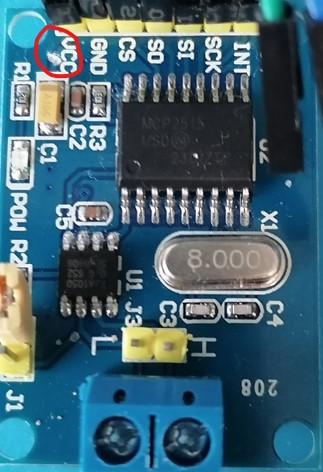 VCC
GND
CS
SO
SI
SCK
INT
R1
C1
C2
R3
MCP2515
U2
POW
R2
C5
X1
8.000
U1
J3
C3
C4
L
H
J1
208